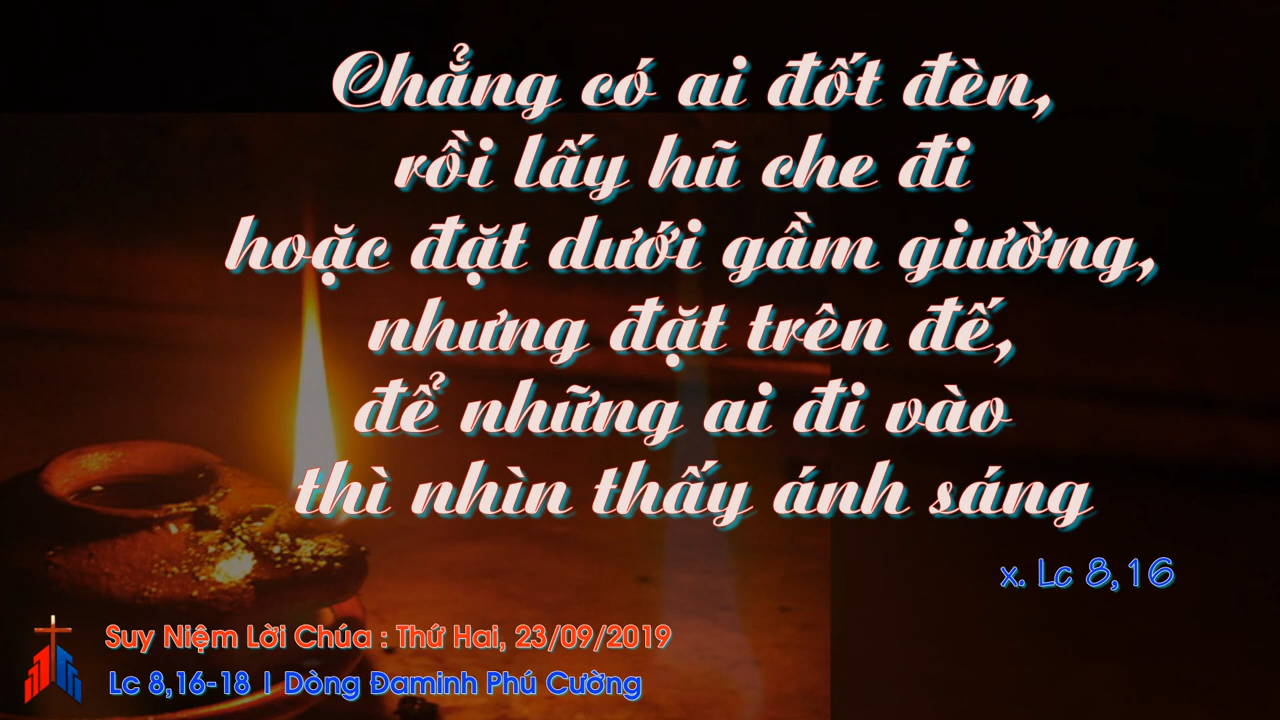 Chẳng có ai đốt đèn,
rồi lấy hũ che đi
hoặc đặt dưới gầm giường,
nhưng đặt trên đế,
để những ai đi vào
thì nhìn thấy ánh sáng
x. Lc 8,16
Suy Niệm Lời Chúa : Thứ Hai, 23/09/2019
Lc 8,16-18 | Dòng Đaminh Phú Cường